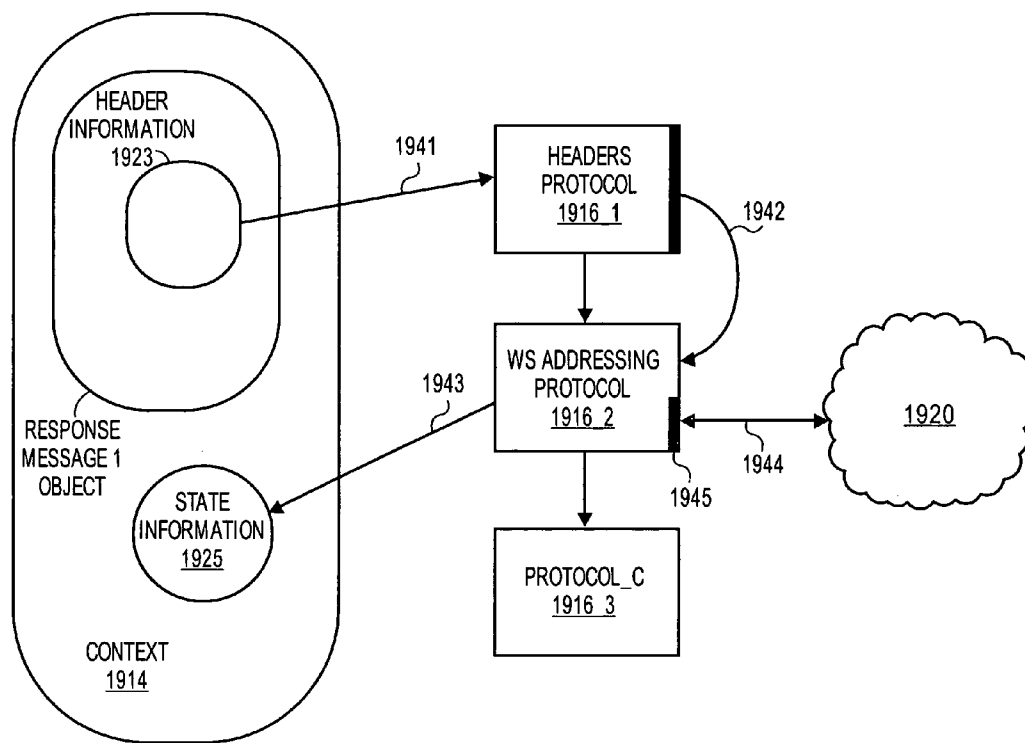 HEADER
INFORMATION
1923
1941
HEADERS
PROTOCOL
1916_1
1942
WS ADDRESSING
PROTOCOL
1916_2
1943
1920
1944
1945
RESPONSE
MESSAGE 1
OBJECT
STATE
INFORMATION
1925
PROTOCOL_C
1916_3
CONTEXT
1914